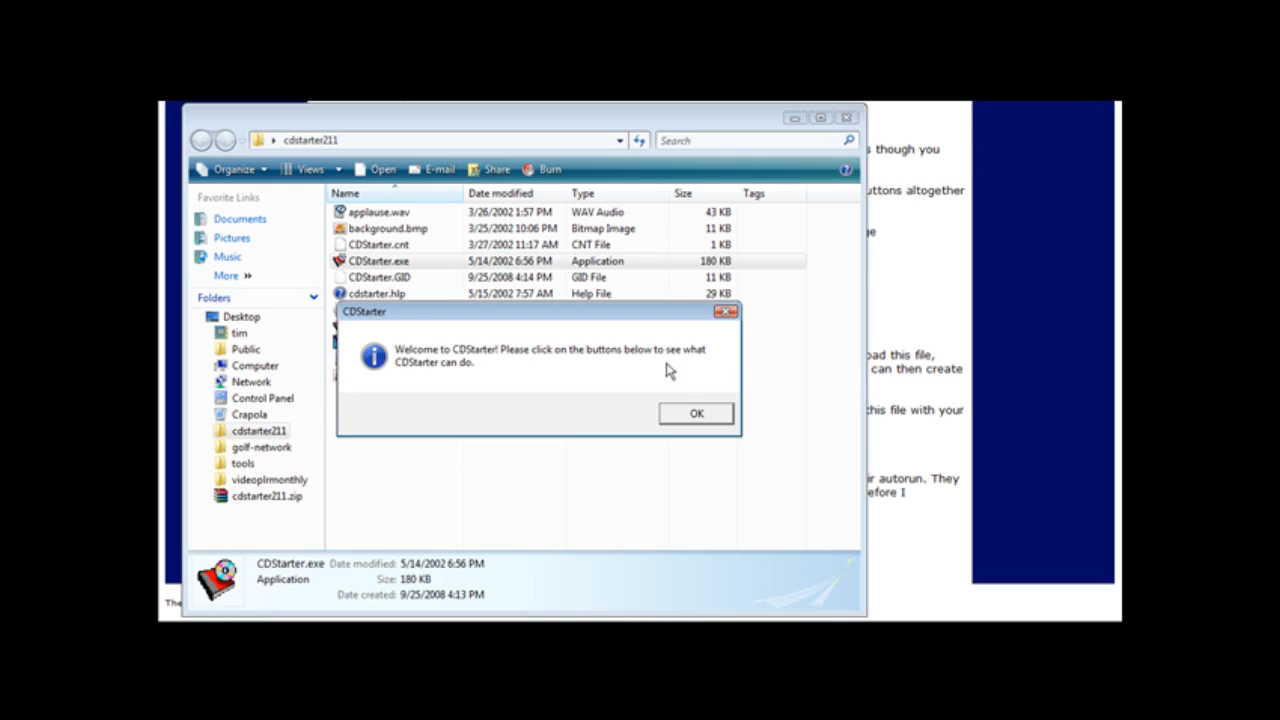 cdstarter211
Search
Organize Views Open E-mail Share Burn
Favorite Links
Documents
Pictures
Music
More »
Folders
Desktop
tim
Public
Computer
Network
Control Panel
Crapola
cdstarter211
golf-network
tools
videoplrmonthly
cdstarter211.zip
Name Date modified Type Size Tags
applause.wav 3/26/2002 1:57 PM WAV Audio 43 KB
background.bmp 3/25/2002 10:06 PM Bitmap Image 11 KB
CDStarter.cnt 3/27/2002 11:17 AM CNT File 1 KB
CDStarter.exe 5/14/2002 6:56 PM Application 180 KB
CDStarter.GID 9/25/2008 4:14 PM GID File 11 KB
cdstarter.hlp 5/15/2002 7:57 AM Help File 29 KB
CDStarter
Welcome to CDStarter! Please click on the buttons below to see what
CDStarter can do.
OK
CDStarter.exe Date modified: 5/14/2002 6:56 PM
Application Size: 180 KB
Date created: 9/25/2008 4:13 PM
s though you
uttons altogether
ge
oad this file,
can then create
this file with your
ir autorun. They
efore I
The